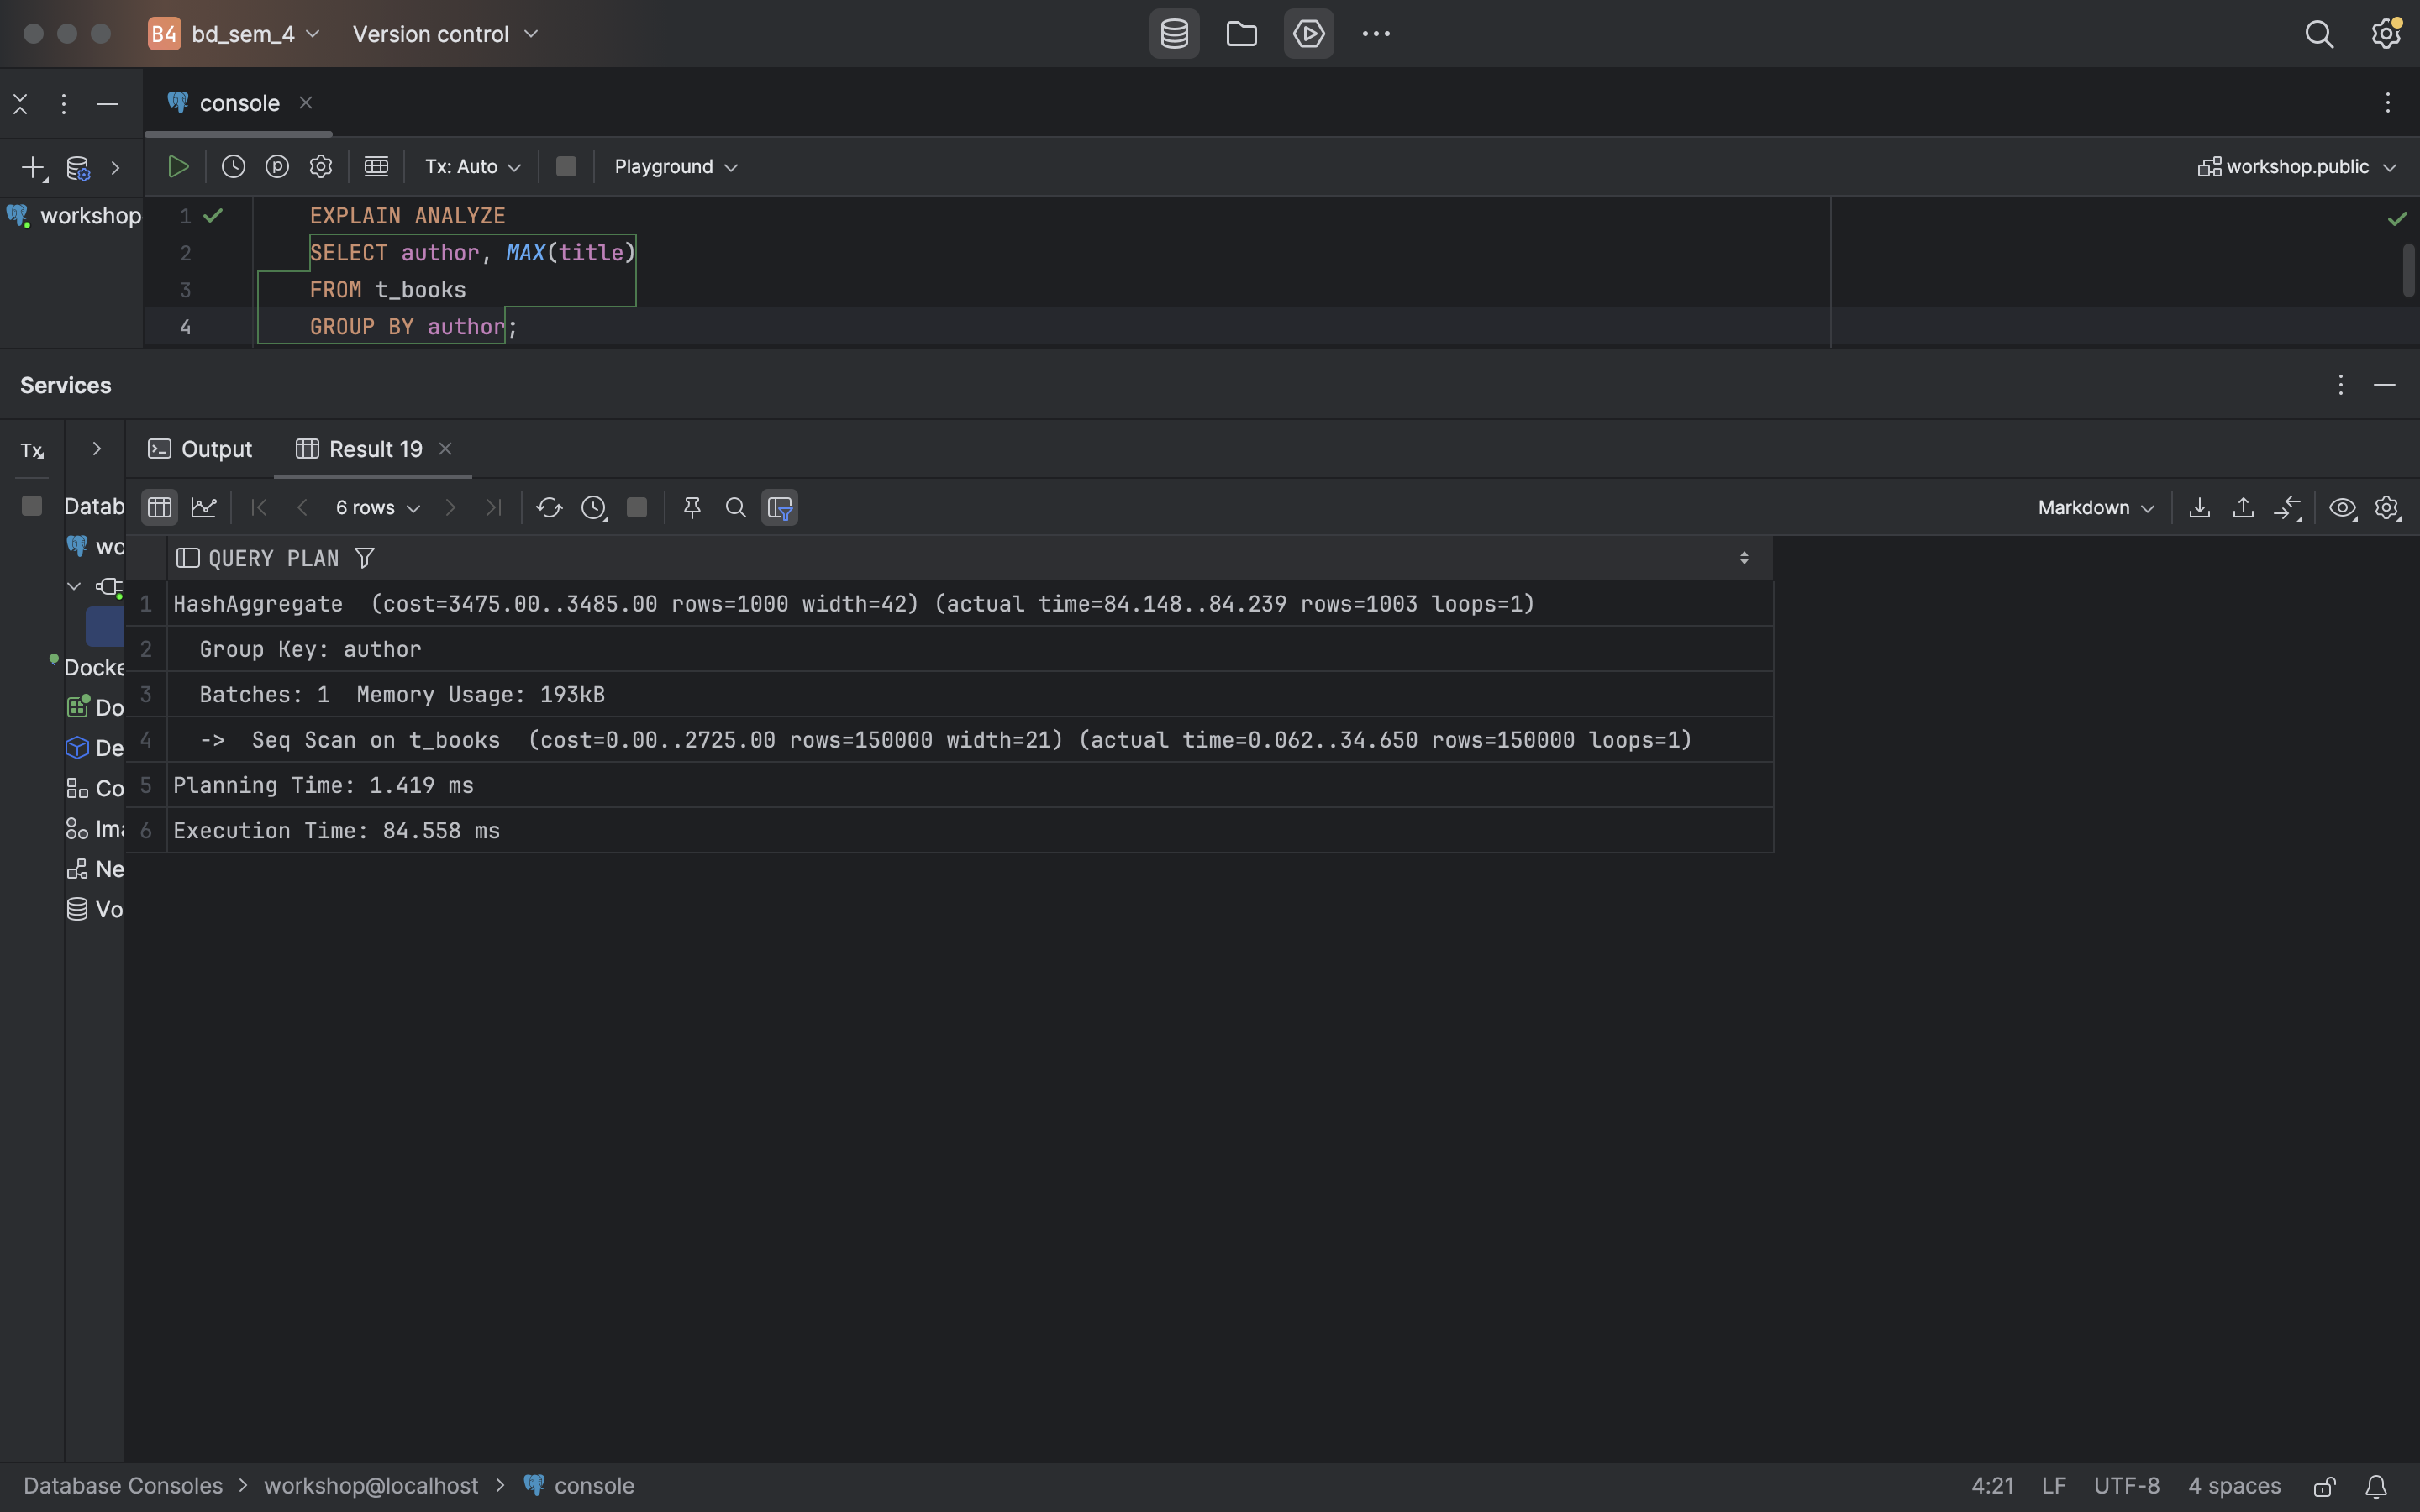 B4 bd_sem_4 Version control
console
Tx: Auto Playground workshop.public
workshop
1 EXPLAIN ANALYZE
2 SELECT author, MAX(title)
3 FROM t_books
4 GROUP BY author;
Services
Tx Output Result 19
Datab 6 rows Markdown
wo
Docke
Do
De
Co
Ima
Ne
Vo
QUERY PLAN
1 HashAggregate  (cost=3475.00..3485.00 rows=1000 width=42) (actual time=84.148..84.239 rows=1003 loops=1)
2 Group Key: author
3 Batches: 1  Memory Usage: 193kB
4 ->  Seq Scan on t_books  (cost=0.00..2725.00 rows=150000 width=21) (actual time=0.062..34.650 rows=150000 loops=1)
5 Planning Time: 1.419 ms
6 Execution Time: 84.558 ms
Database Consoles > workshop@localhost > console 4:21 LF UTF-8 4 spaces